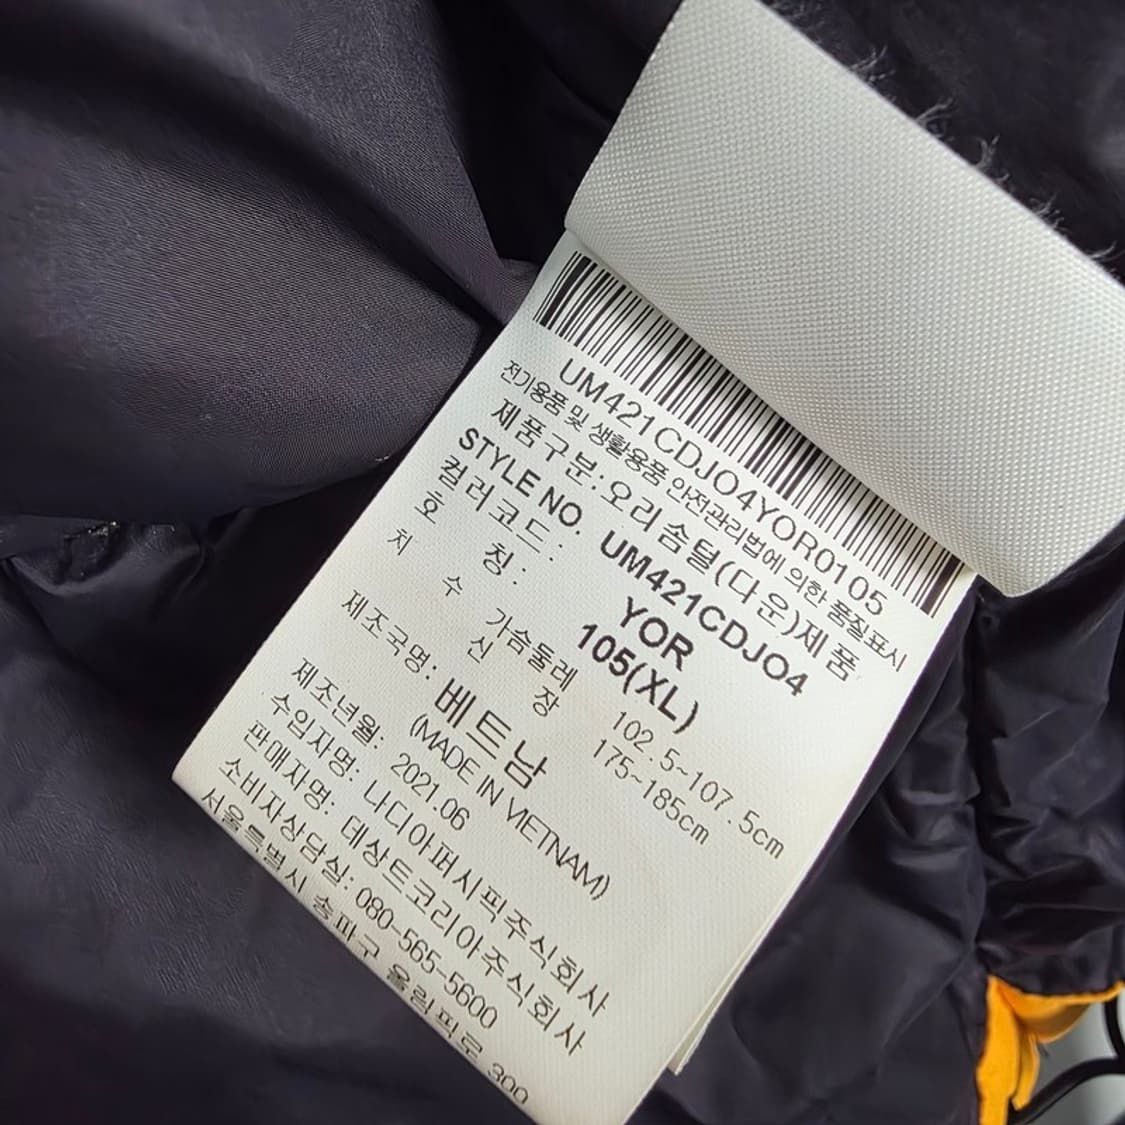 UM421CDJO4YOR0105
전기용품 및 생활용품 안전관리법에 의한 품질표시
제품구분: 오리솜털(다운)제품
STYLE NO. UM421CDJO4
컬러코드: YOR
호 칭: 105(XL)
치 수 가슴둘레 102.5~107.5cm
신 장 175~185cm
제조국명: 베트남
(MADE IN VIETNAM)
제조년월: 2021.06
수입자명: 나디아퍼시픽주식회사
판매자명: 데상트코리아주식회사
소비자상담실: 080-565-5600
서울특별시 송파구 올림픽로 300